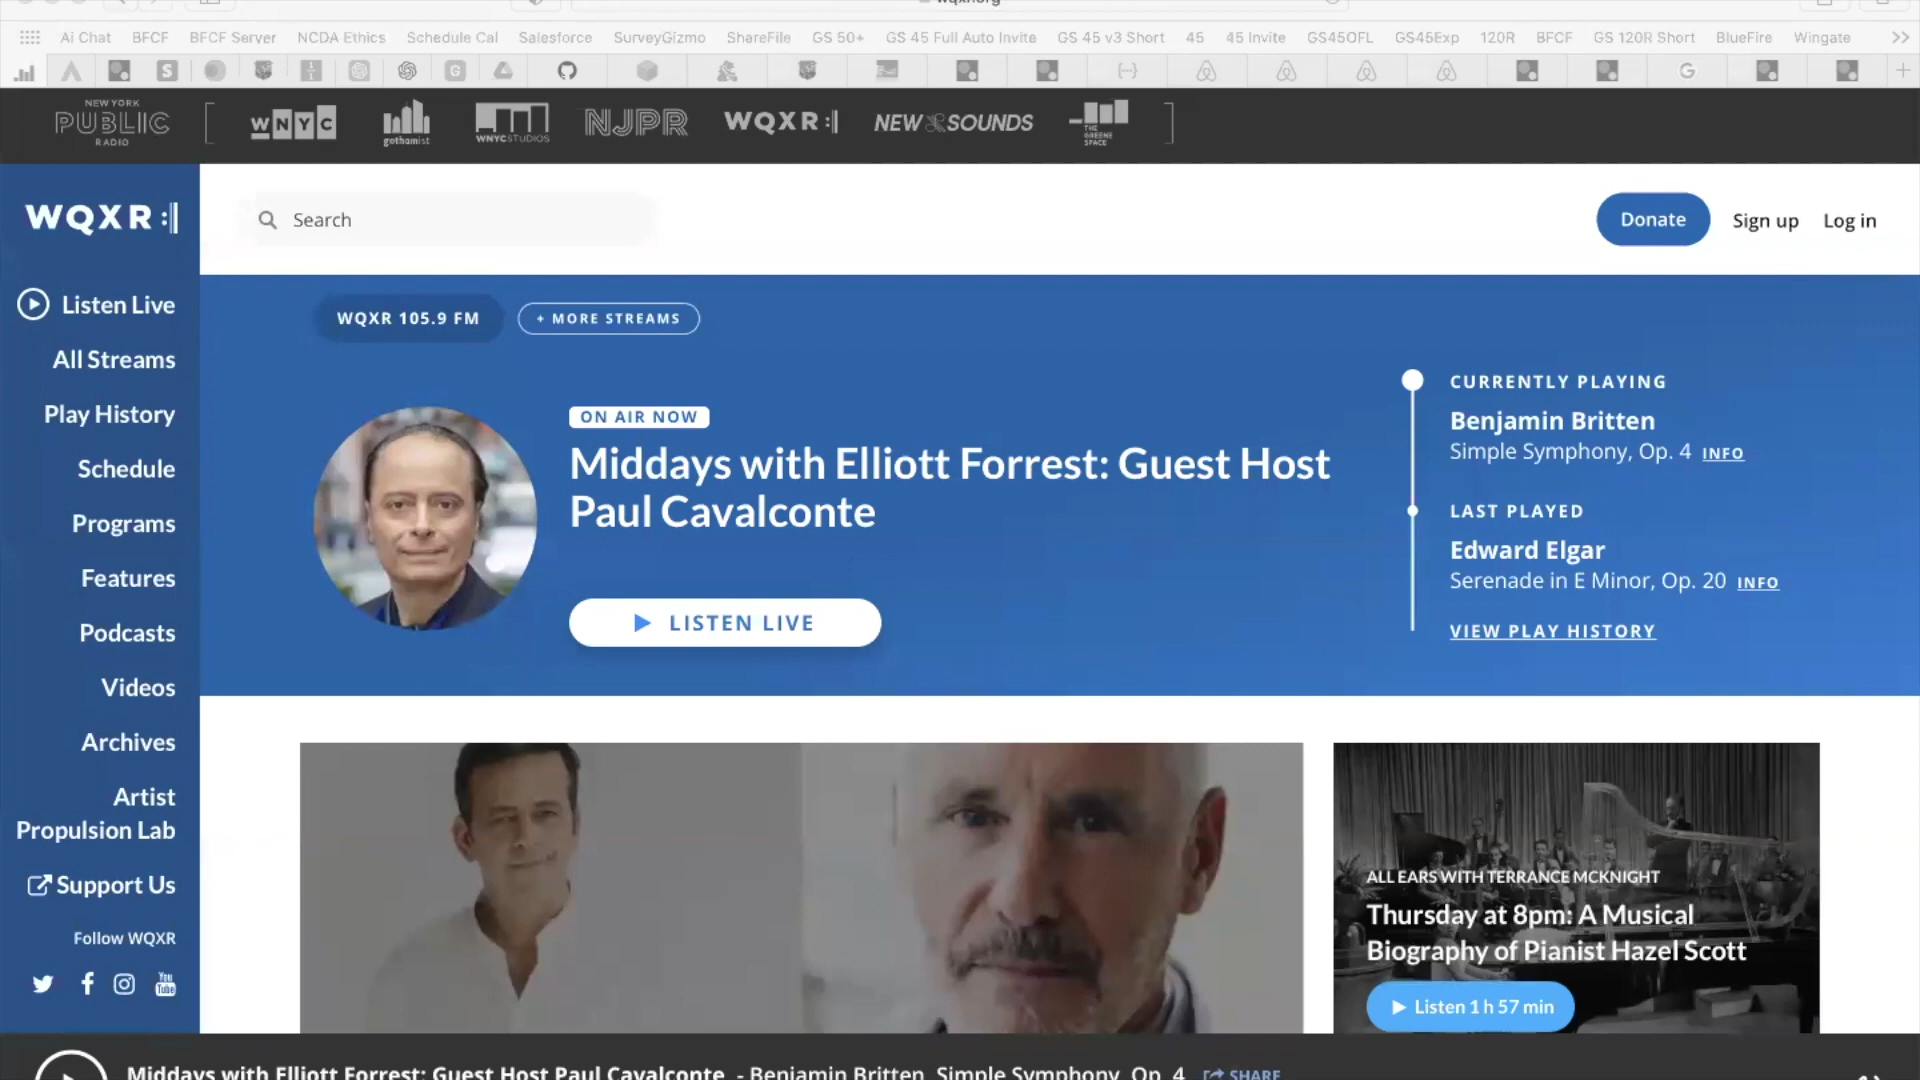 Ai Chat BFCF BFCF Server NCDA Ethics Schedule Cal Salesforce SurveyGizmo ShareFile GS 50+ GS 45 Full Auto Invite GS 45 v3 Short 45 45 Invite GS45OFL GS45Exp 120R BFCF GS 120R Short BlueFire Wingate
NEW YORK
PUBLIC
RADIO
WNYC
gothamist
WNYCSTUDIOS
NJPR
WQXR
NEW SOUNDS
THE
GREENE
SPACE
WQXR
Search
Donate
Sign up
Log in
Listen Live
All Streams
Play History
Schedule
Programs
Features
Podcasts
Videos
Archives
Artist
Propulsion Lab
Support Us
Follow WQXR
You
Tube
WQXR 105.9 FM
+ MORE STREAMS
ON AIR NOW
Middays with Elliott Forrest: Guest Host
Paul Cavalconte
LISTEN LIVE
CURRENTLY PLAYING
Benjamin Britten
Simple Symphony, Op. 4 INFO
LAST PLAYED
Edward Elgar
Serenade in E Minor, Op. 20 INFO
VIEW PLAY HISTORY
ALL EARS WITH TERRANCE MCKNIGHT
Thursday at 8pm: A Musical
Biography of Pianist Hazel Scott
Listen 1 h 57 min
Middays with Elliott Forrest: Guest Host Paul Cavalconte - Benjamin Britten, Simple Symphony, Op. 4 SHARE